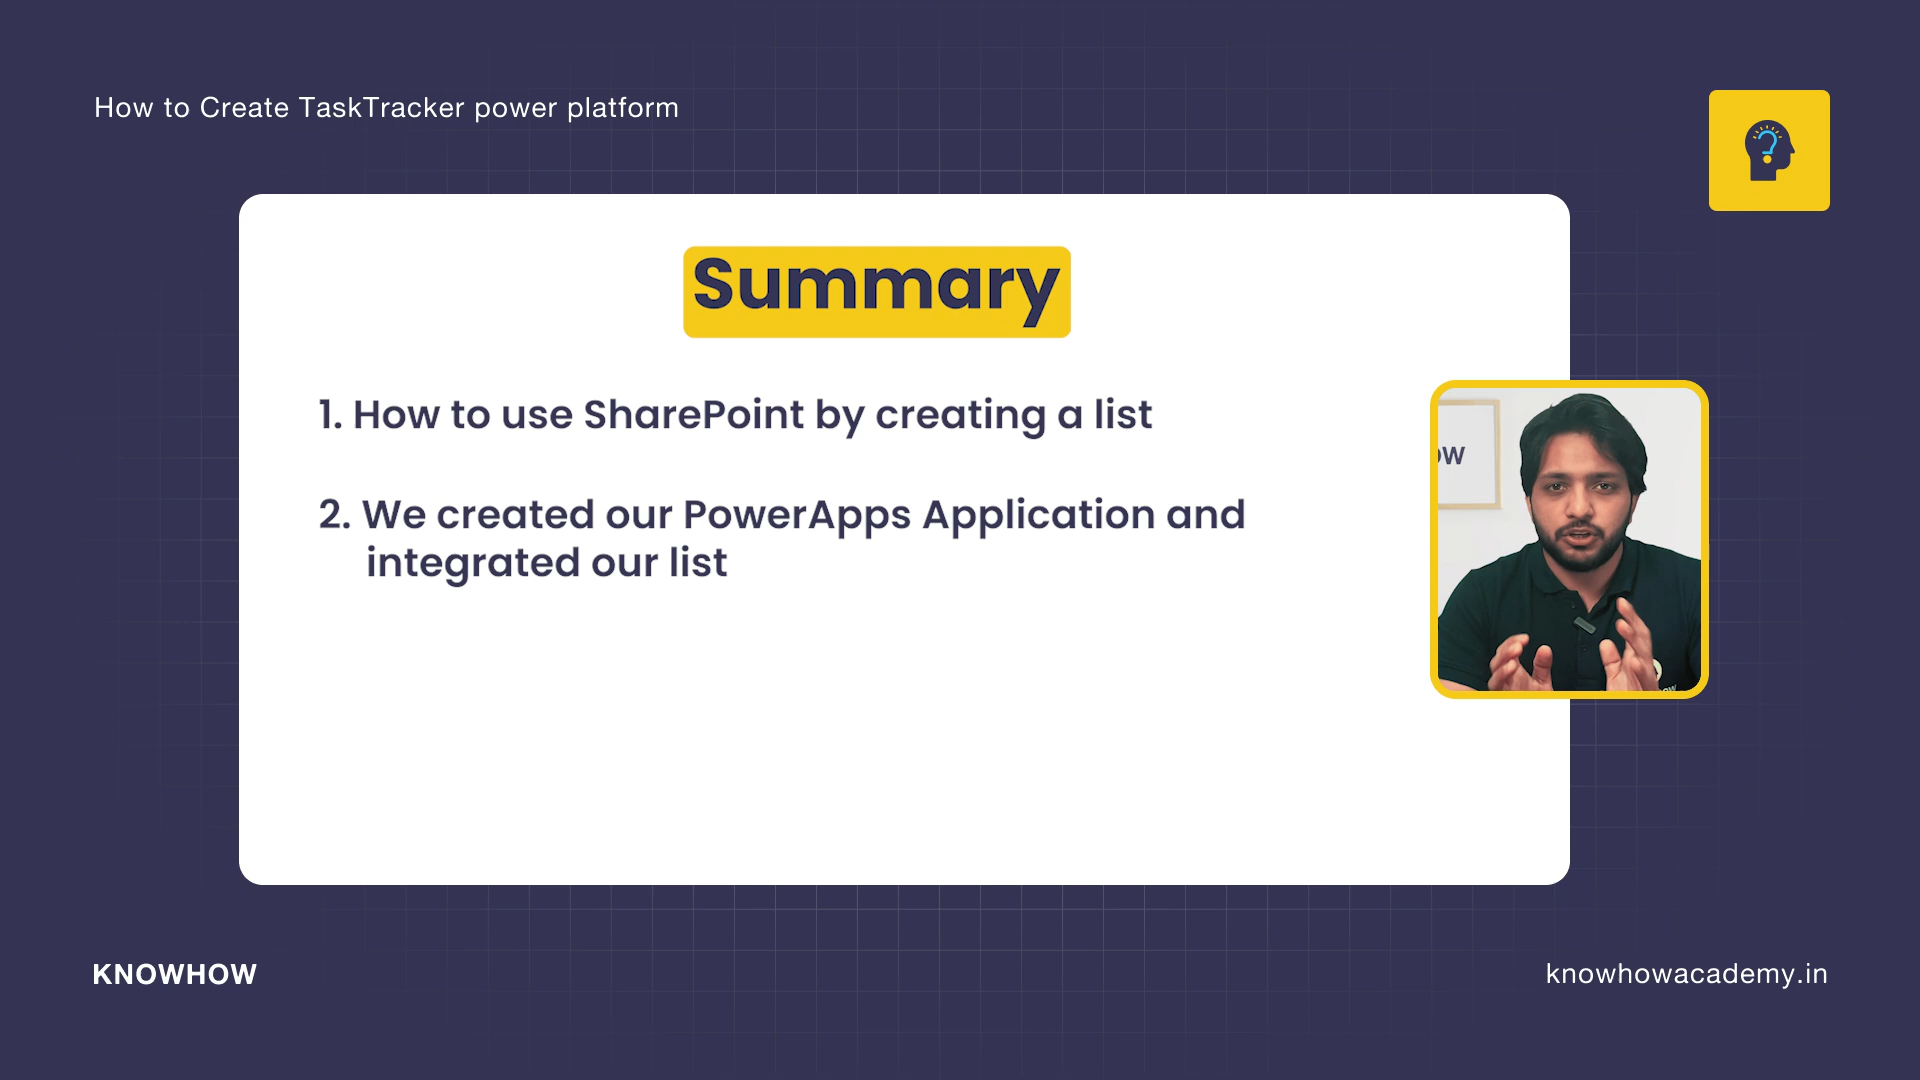 How to Create TaskTracker power platform
Summary
1. How to use SharePoint by creating a list
2. We created our PowerApps Application and
integrated our list
OW
KNOWHOW
knowhowacademy.in